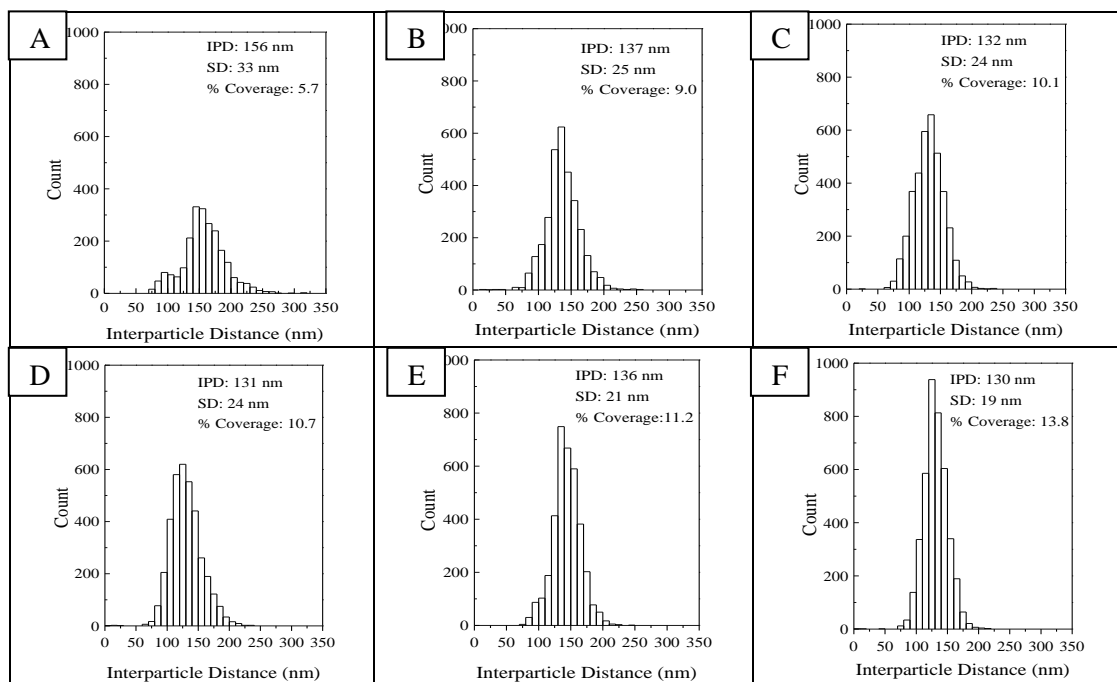 A
IPD: 156 nm
SD: 33 nm
% Coverage: 5.7
1000
800
600
400
200
0
Count
0 50 100 150 200 250 300 350
Interparticle Distance (nm)
B
IPD: 137 nm
SD: 25 nm
% Coverage: 9.0
1000
800
600
400
200
0
Count
0 50 100 150 200 250 300 350
Interparticle Distance (nm)
C
IPD: 132 nm
SD: 24 nm
% Coverage: 10.1
1000
800
600
400
200
0
Count
0 50 100 150 200 250 300 350
Interparticle Distance (nm)
D
IPD: 131 nm
SD: 24 nm
% Coverage: 10.7
1000
800
600
400
200
0
Count
0 50 100 150 200 250 300 350
Interparticle Distance (nm)
E
IPD: 136 nm
SD: 21 nm
% Coverage:11.2
1000
800
600
400
200
0
Count
0 50 100 150 200 250 300 350
Interparticle Distance (nm)
F
IPD: 130 nm
SD: 19 nm
% Coverage: 13.8
1000
800
600
400
200
0
Count
0 50 100 150 200 250 300 350
Interparticle Distance (nm)